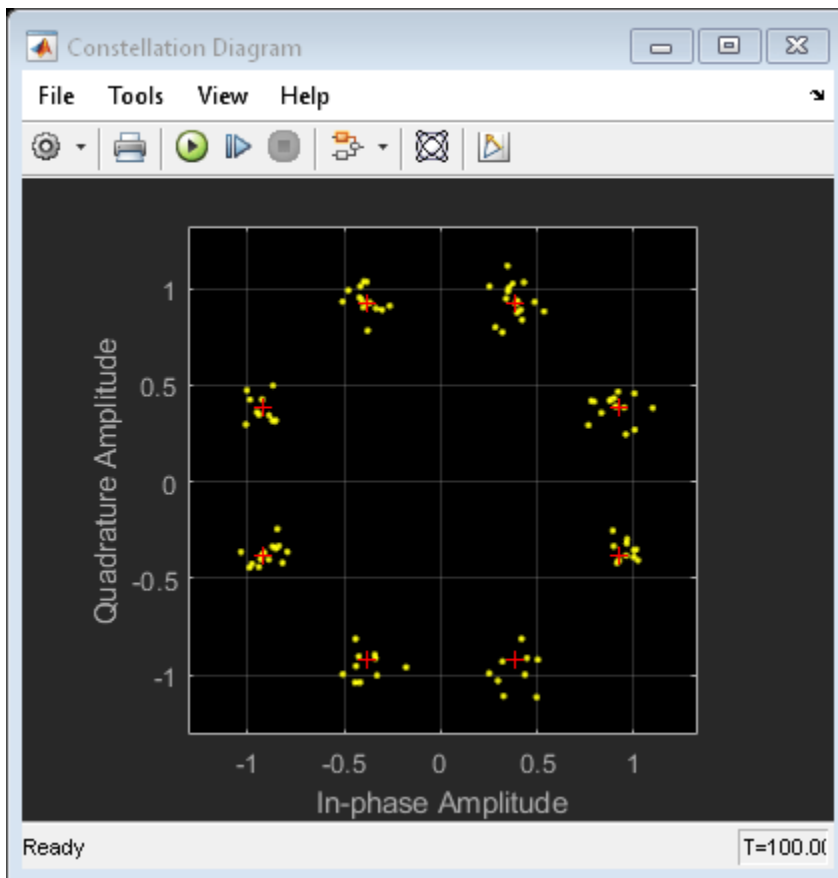 Constellation Diagram
File Tools View Help
Quadrature Amplitude
1
0.5
0
-0.5
-1
-1 -0.5 0 0.5 1
In-phase Amplitude
Ready T=100.00